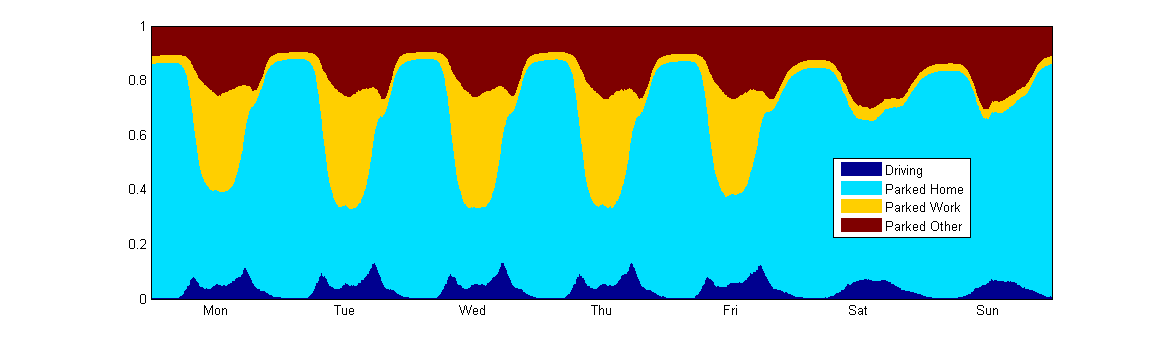 1
0.8
0.6
0.4
0.2
0
Mon Tue Wed Thu Fri Sat Sun
Driving
Parked Home
Parked Work
Parked Other